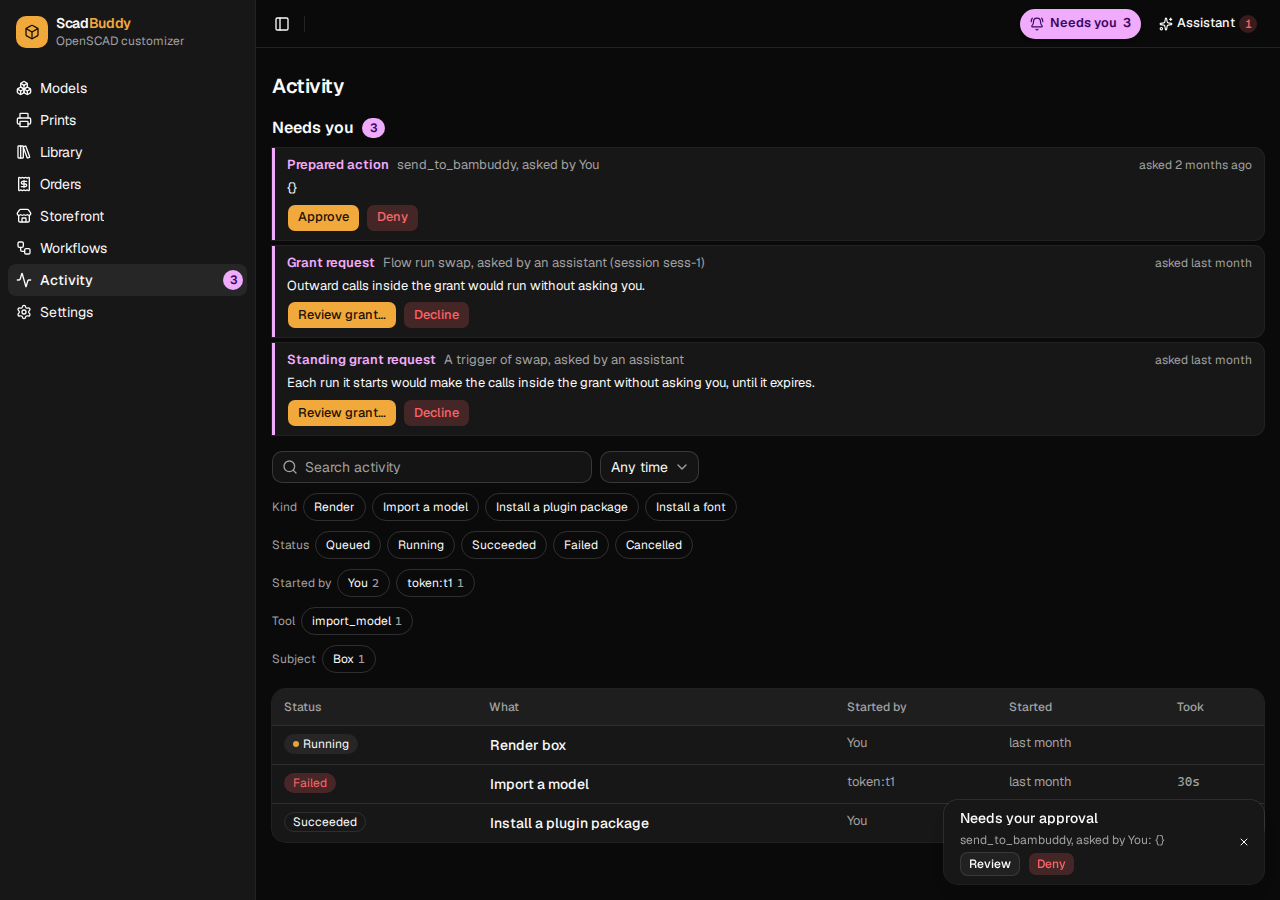 ScadBuddy
OpenSCAD customizer
Models
Prints
Library
Orders
Storefront
Workflows
Activity 3
Settings
Needs you 3
Assistant 1
Activity
Needs you 3
Prepared action send_to_bambuddy, asked by You asked 2 months ago
{}
Approve Deny
Grant request Flow run swap, asked by an assistant (session sess-1) asked last month
Outward calls inside the grant would run without asking you.
Review grant... Decline
Standing grant request A trigger of swap, asked by an assistant asked last month
Each run it starts would make the calls inside the grant without asking you, until it expires.
Review grant... Decline
Search activity Any time
Kind Render Import a model Install a plugin package Install a font
Status Queued Running Succeeded Failed Cancelled
Started by You 2 token:t1 1
Tool import_model 1
Subject Box 1
Status What Started by Started Took
Running Render box You last month
Failed Import a model token:t1 last month 30s
Succeeded Install a plugin package You
Needs your approval
send_to_bambuddy, asked by You: {}
Review Deny